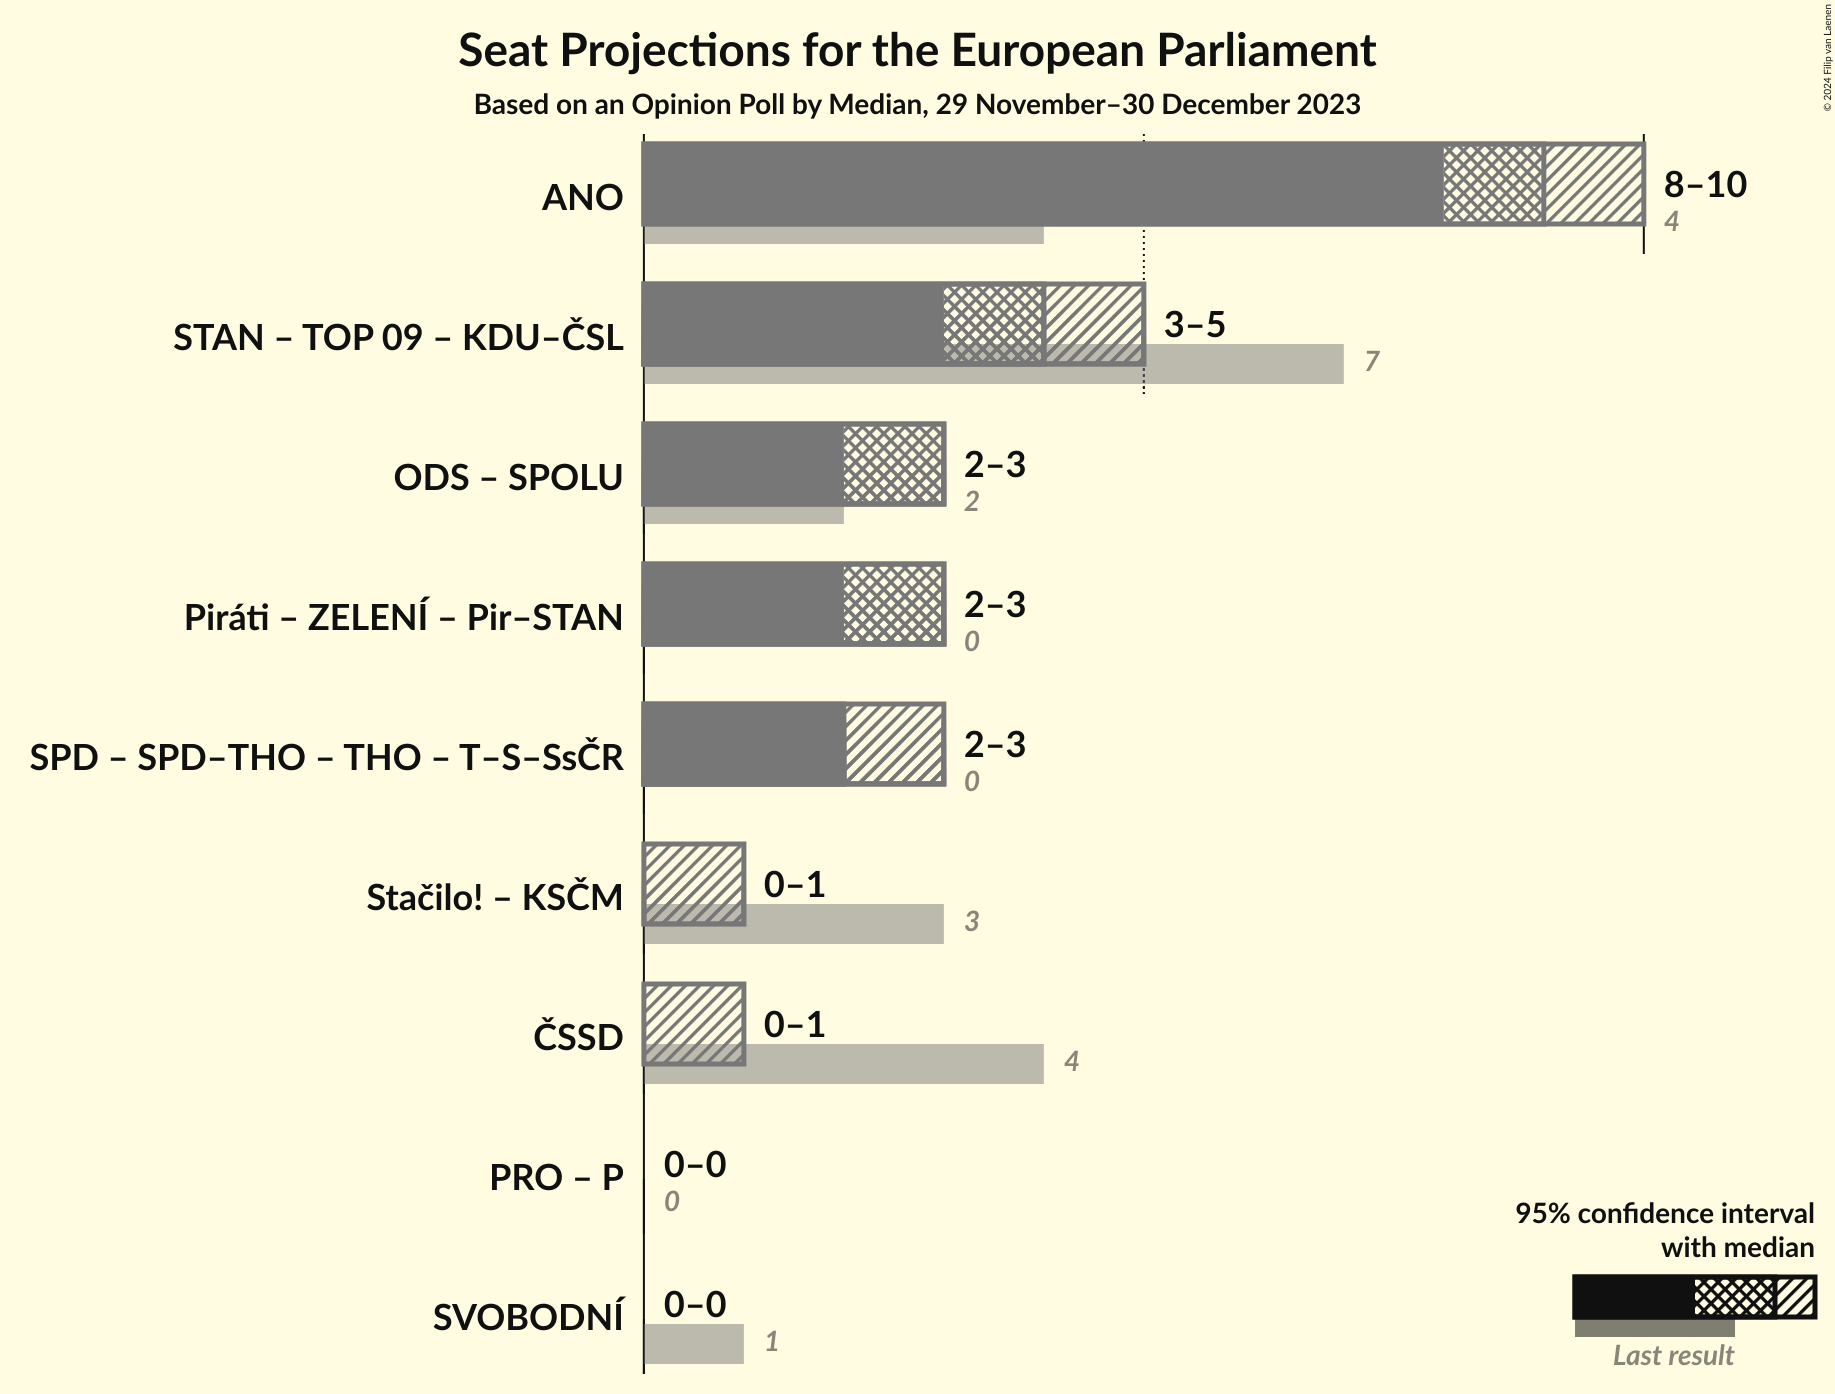 Seat Projections for the European Parliament
Based on an Opinion Poll by Median, 29 November–30 December 2023
© 2024 Filip van Laenen
ANO
8–10
4
STAN – TOP 09 – KDU–ČSL
3–5
7
ODS – SPOLU
2–3
2
Piráti – ZELENÍ – Pir–STAN
2–3
0
SPD – SPD–THO – THO – T–S–SsČR
2–3
0
Stačilo! – KSČM
0–1
3
ČSSD
0–1
4
PRO – P
0–0
0
SVOBODNÍ
0–0
1
95% confidence interval
with median
Last result